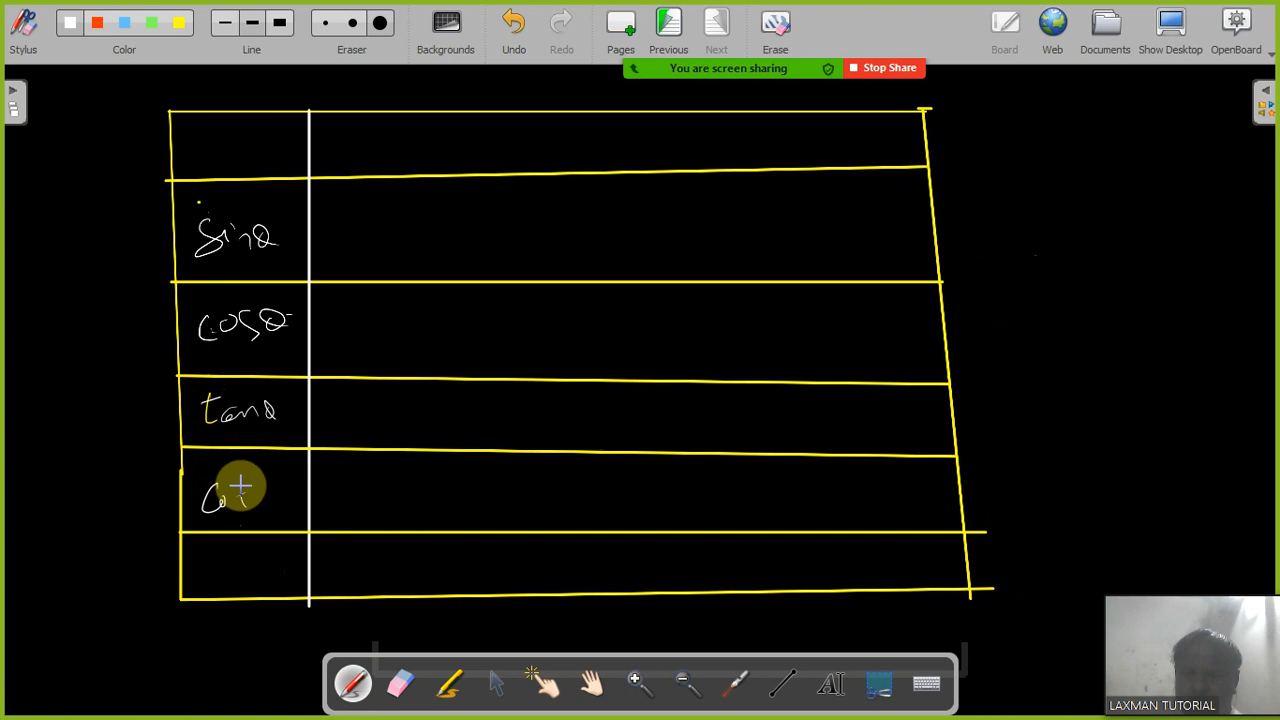 Stylus
Color
Line
Eraser
Backgrounds
Undo
Redo
Pages
Previous
Next
Erase
Board
Web
Documents
Show Desktop
OpenBoard
You are screen sharing
Stop Share
sinθ
cosθ
tanθ
AI
LAXMAN TUTORIAL